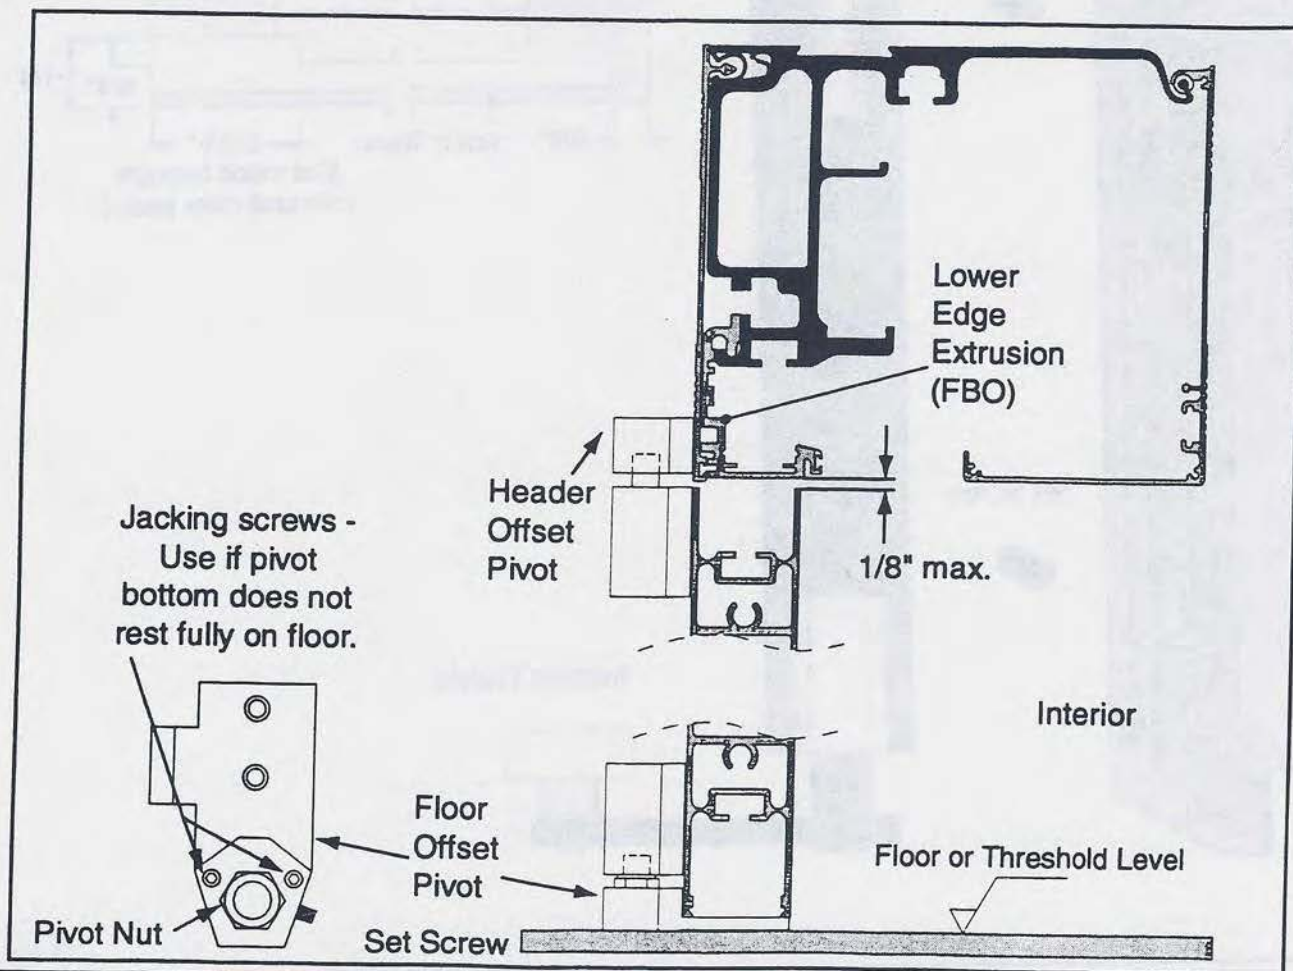 Lower
Edge
Extrusion
(FBO)
Header
Offset
Pivot
1/8" max.
Jacking screws -
Use if pivot
bottom does not
rest fully on floor.
Interior
Floor
Offset
Pivot
Floor or Threshold Level
Pivot Nut
Set Screw